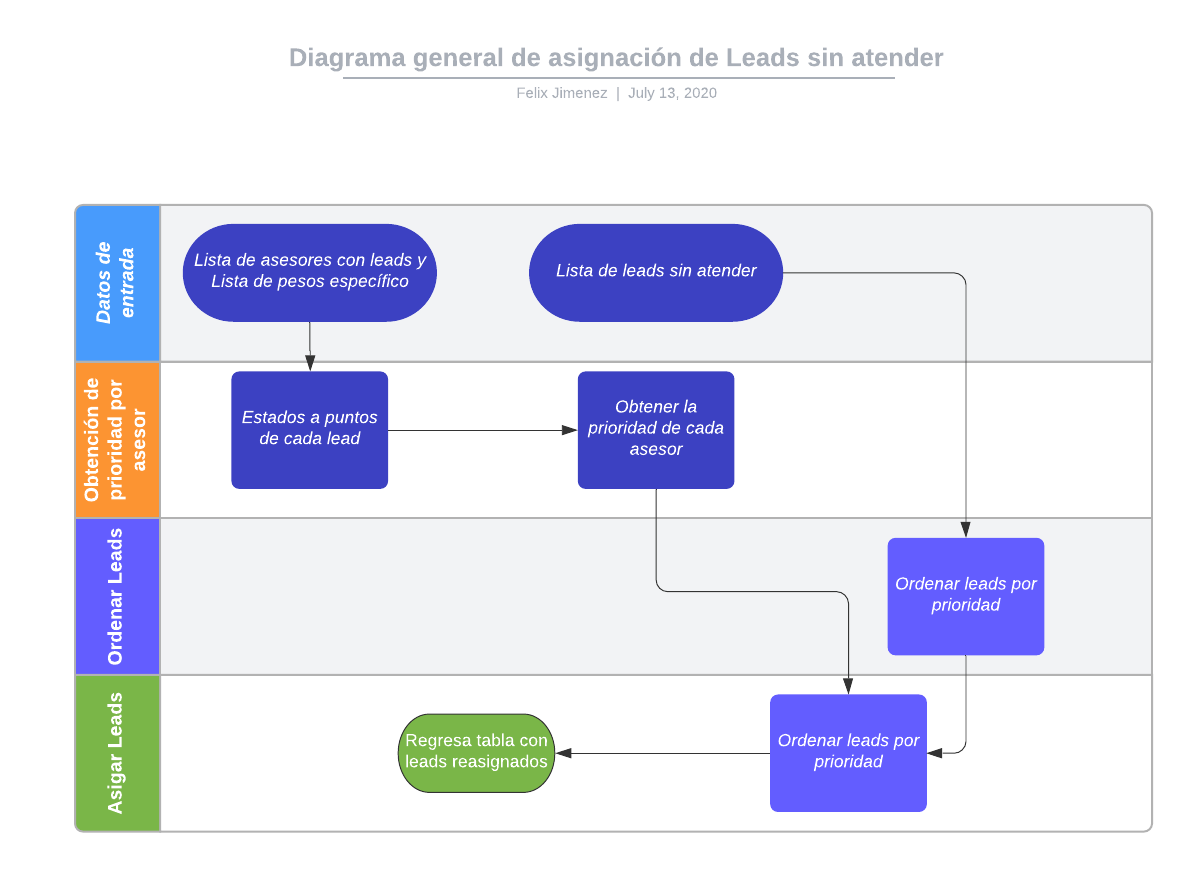 Diagrama general de asignación de Leads sin atender
Felix Jimenez | July 13, 2020
Datos de
entrada
Lista de asesores con leads y
Lista de pesos específico
Lista de leads sin atender
Obtención de
prioridad por
asesor
Estados a puntos
de cada lead
Obtener la
prioridad de cada
asesor
Ordenar Leads
Ordenar leads por
prioridad
Asigar Leads
Regresa tabla con
leads reasignados
Ordenar leads por
prioridad